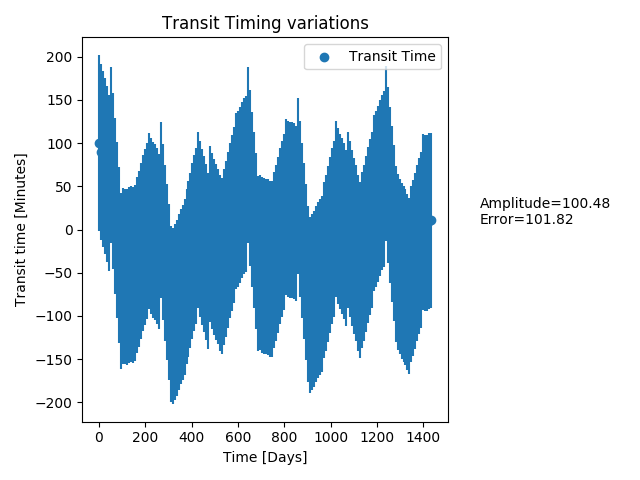 Transit Timing variations
Transit Time
Transit time [Minutes]
200
150
100
50
0
−50
−100
−150
−200
Amplitude=100.48
Error=101.82
0 200 400 600 800 1000 1200 1400
Time [Days]